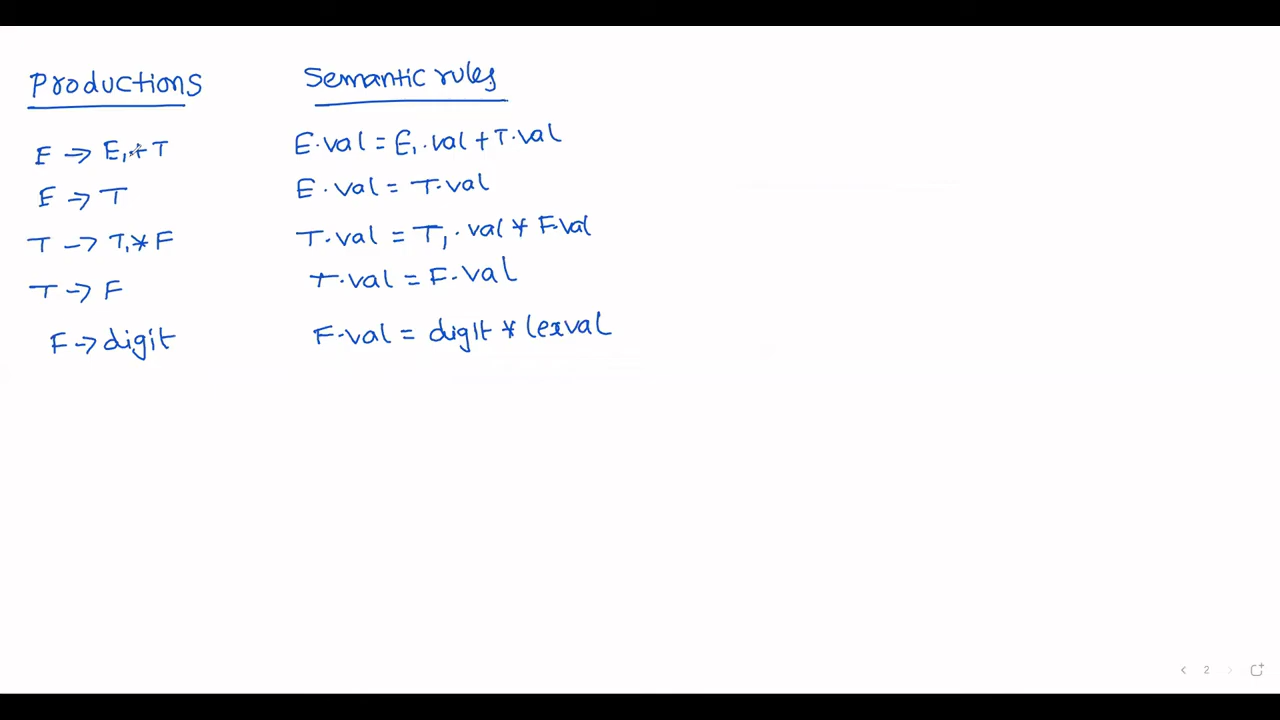 Productions Semantic rules
E → E₁+T E.val = E₁.val + T.val
E → T E.val = T.val
T → T₁*F T.val = T₁.val * F.val
T → F T.val = F.val
F → digit F.val = digit * lexval
2